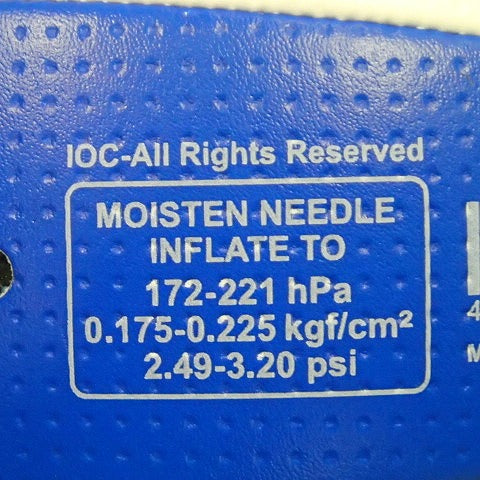 IOC-All Rights Reserved
MOISTEN NEEDLE
INFLATE TO
172-221 hPa
0.175-0.225 kgf/cm²
2.49-3.20 psi